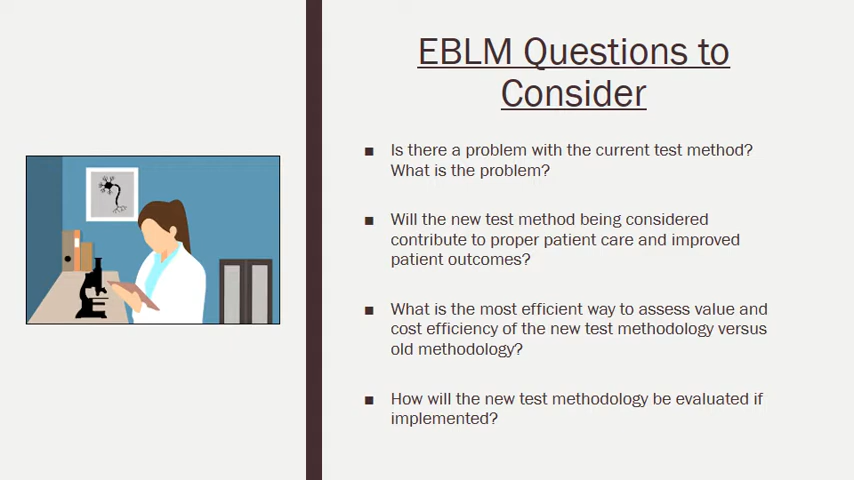 EBLM Questions to
Consider
■ Is there a problem with the current test method?
What is the problem?
■ Will the new test method being considered
contribute to proper patient care and improved
patient outcomes?
■ What is the most efficient way to assess value and
cost efficiency of the new test methodology versus
old methodology?
■ How will the new test methodology be evaluated if
implemented?